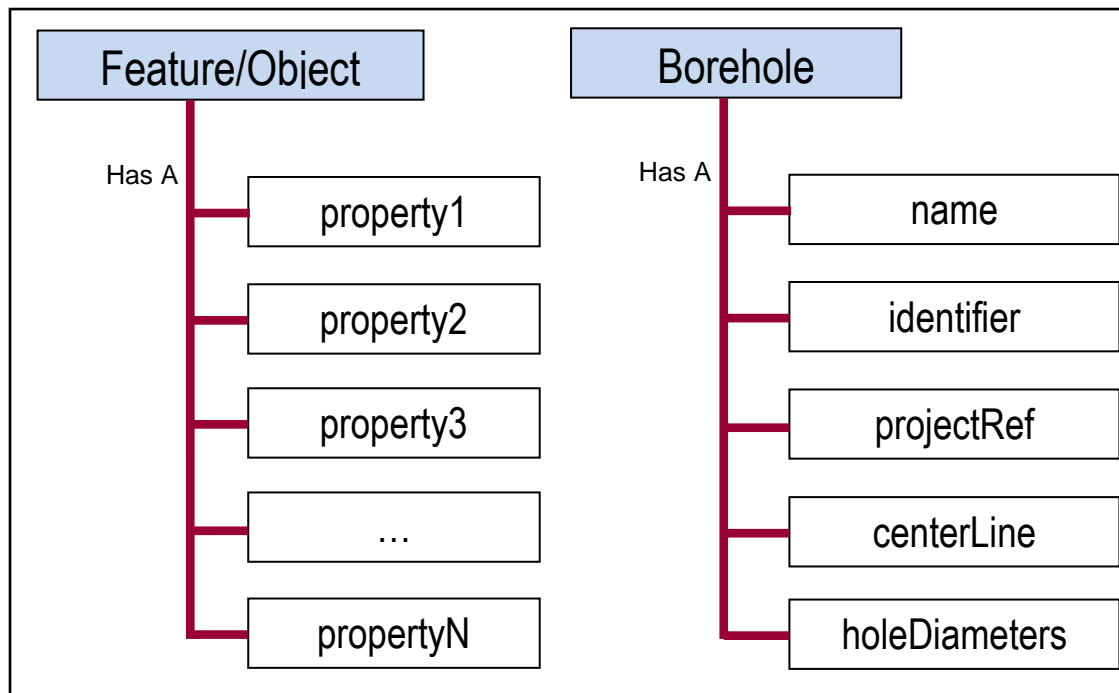 Feature/Object
Has A
property1
property2
property3
…
propertyN
Borehole
Has A
name
identifier
projectRef
centerLine
holeDiameters